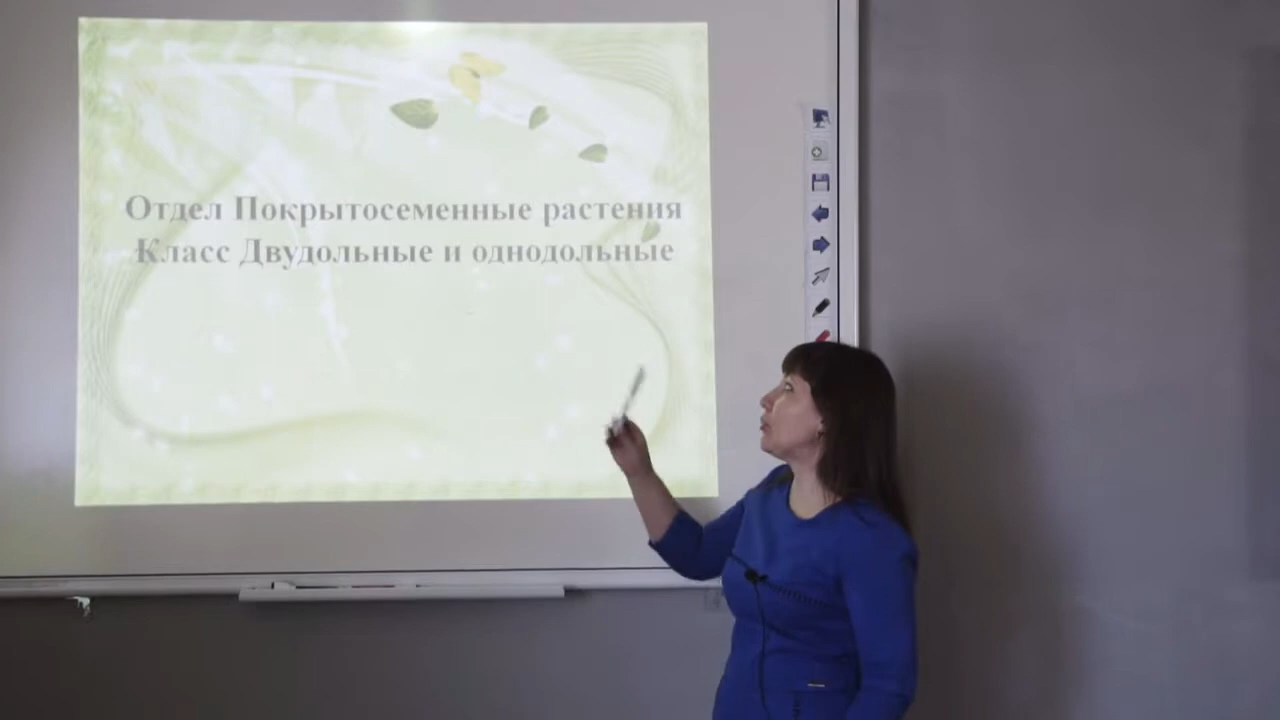 Отдел Покрытосеменные растения
Класс Двудольные и однодольные